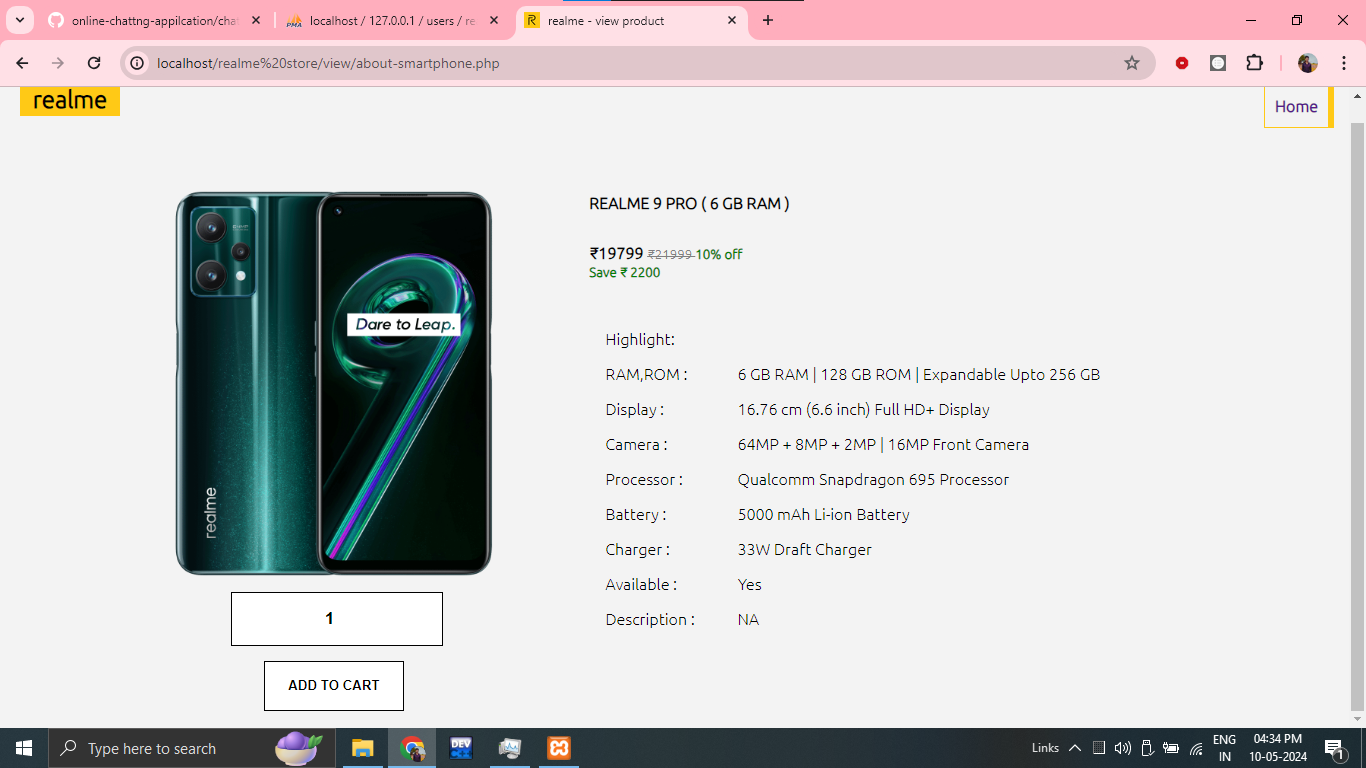 online-chattng-appilcation/chat
localhost / 127.0.0.1 / users / re
realme - view product
localhost/realme%20store/view/about-smartphone.php
realme
Home
REALME 9 PRO ( 6 GB RAM )
₹19799 ₹21999 10% off
Save ₹ 2200
Dare to Leap.
realme
Highlight:
RAM,ROM : 6 GB RAM | 128 GB ROM | Expandable Upto 256 GB
Display : 16.76 cm (6.6 inch) Full HD+ Display
Camera : 64MP + 8MP + 2MP | 16MP Front Camera
Processor : Qualcomm Snapdragon 695 Processor
Battery : 5000 mAh Li-ion Battery
Charger : 33W Draft Charger
Available : Yes
Description : NA
1
ADD TO CART
Type here to search
DEV
Links
ENG
IN
04:34 PM
10-05-2024
1